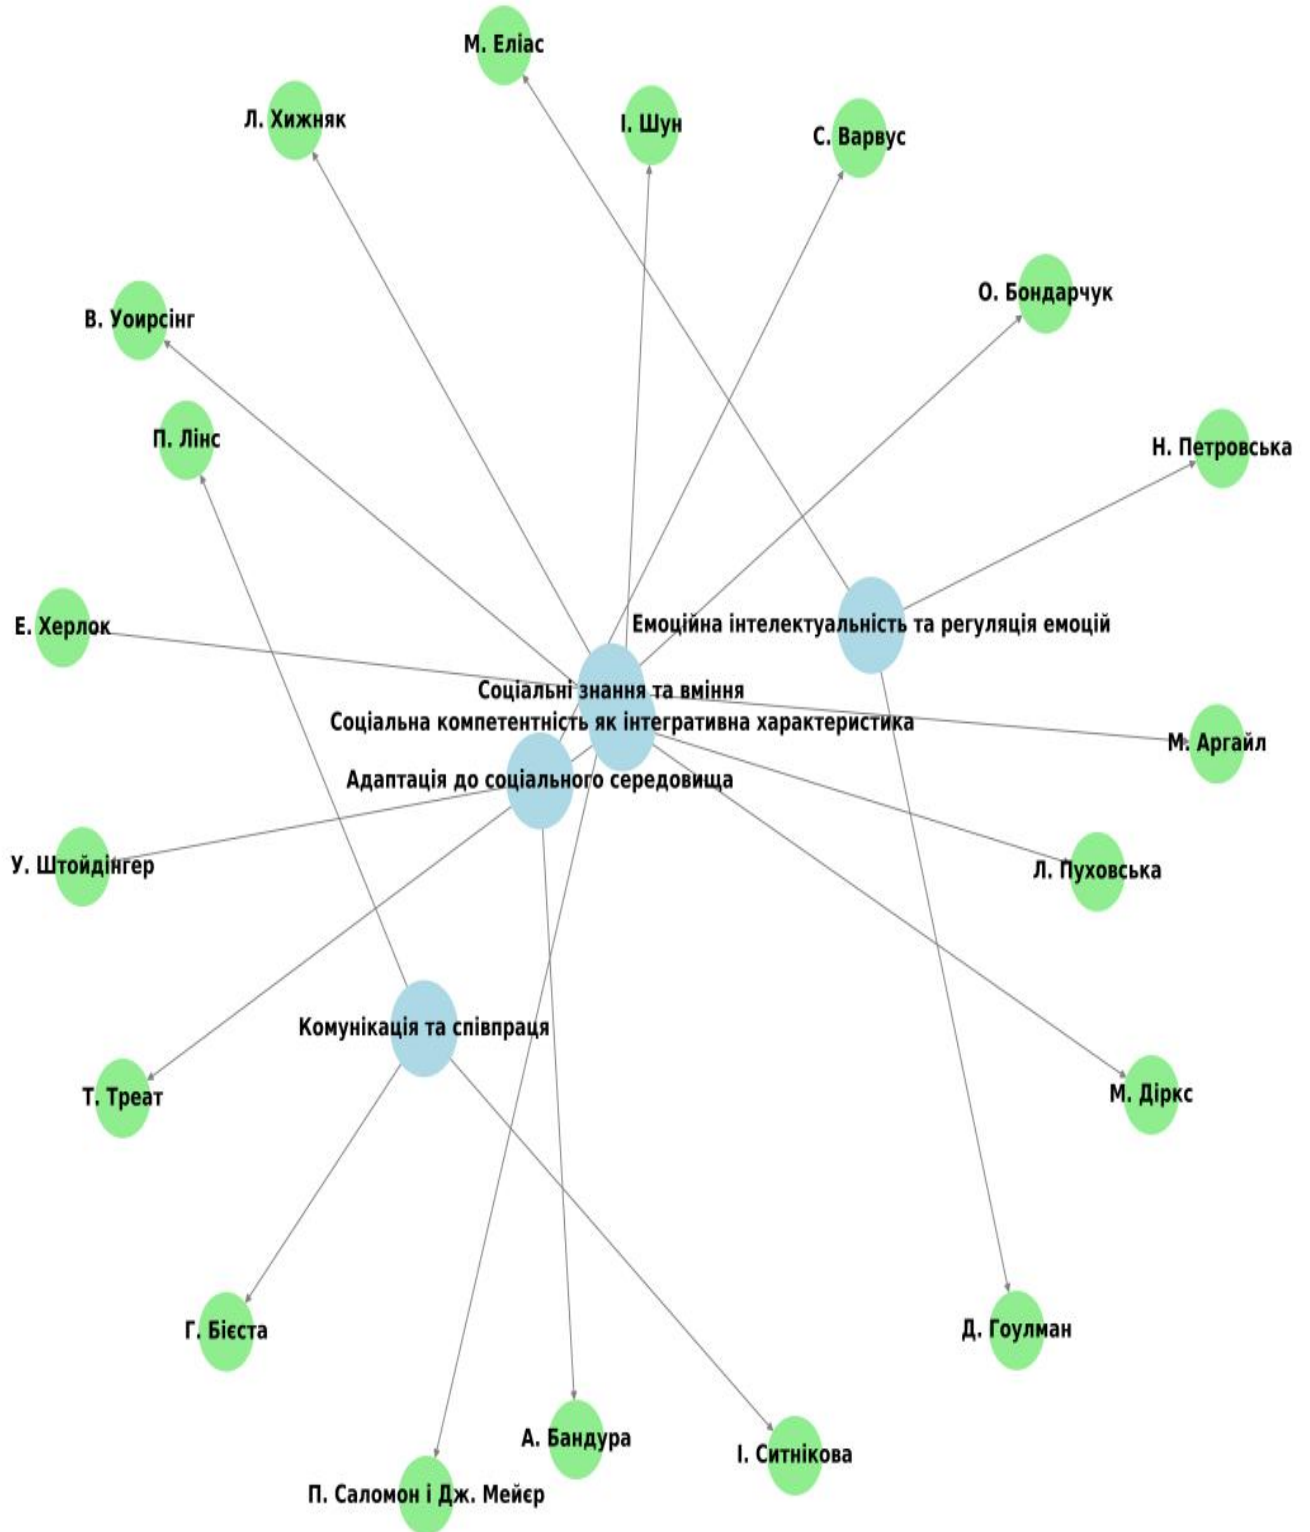 М. Еліас
Л. Хижняк
І. Шун
С. Варвус
О. Бондарчук
В. Уоирсінг
П. Лінс
Н. Петровська
Е. Херлок
Емоційна інтелектуальність та регуляція емоцій
Соціальні знання та вміння
Соціальна компетентність як інтегративна характеристика
М. Аргайл
Адаптація до соціального середовища
У. Штойдінгер
Л. Пуховська
Комунікація та співпраця
Т. Треат
М. Діркс
Г. Бієста
Д. Гоулман
А. Бандура
І. Ситнікова
П. Саломон і Дж. Мейєр